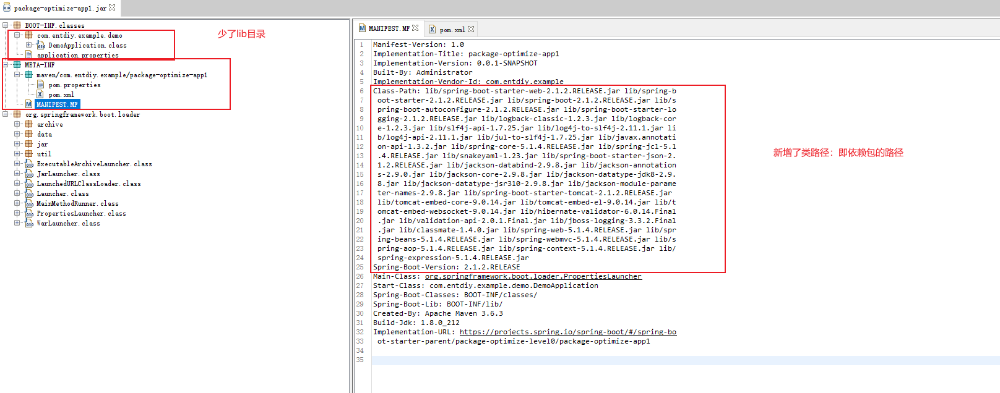 package-optimize-app1.jar
BOOT-INF.classes
com.entdiy.example.demo
DemoApplication.class
application.properties
META-INF
maven/com.entdiy.example/package-optimize-app1
pom.properties
pom.xml
MANIFEST.MF
org.springframework.boot.loader
archive
data
jar
util
ExecutableArchiveLauncher.class
JarLauncher.class
LaunchedURLClassLoader.class
Launcher.class
MainMethodRunner.class
PropertiesLauncher.class
WarLauncher.class
少了lib目录
MANIFEST.MF
pom.xml
1 Manifest-Version: 1.0
2 Implementation-Title: package-optimize-app1
3 Implementation-Version: 0.0.1-SNAPSHOT
4 Built-By: Administrator
5 Implementation-Vendor-Id: com.entdiy.example
6 Class-Path: lib/spring-boot-starter-web-2.1.2.RELEASE.jar lib/spring-b
7 oot-starter-2.1.2.RELEASE.jar lib/spring-boot-2.1.2.RELEASE.jar lib/s
8 pring-boot-autoconfigure-2.1.2.RELEASE.jar lib/spring-boot-starter-lo
9 gging-2.1.2.RELEASE.jar lib/logback-classic-1.2.3.jar lib/logback-cor
10 e-1.2.3.jar lib/slf4j-api-1.7.25.jar lib/log4j-to-slf4j-2.11.1.jar li
11 b/log4j-api-2.11.1.jar lib/jul-to-slf4j-1.7.25.jar lib/javax.annotati
12 on-api-1.3.2.jar lib/spring-core-5.1.4.RELEASE.jar lib/spring-jcl-5.1
13 .4.RELEASE.jar lib/snakeyaml-1.23.jar lib/spring-boot-starter-json-2.
14 1.2.RELEASE.jar lib/jackson-databind-2.9.8.jar lib/jackson-annotation
15 s-2.9.0.jar lib/jackson-core-2.9.8.jar lib/jackson-datatype-jdk8-2.9.
16 8.jar lib/jackson-datatype-jsr310-2.9.8.jar lib/jackson-module-parame
17 ter-names-2.9.8.jar lib/spring-boot-starter-tomcat-2.1.2.RELEASE.jar
18 lib/tomcat-embed-core-9.0.14.jar lib/tomcat-embed-el-9.0.14.jar lib/t
19 omcat-embed-websocket-9.0.14.jar lib/hibernate-validator-6.0.14.Final
20 .jar lib/validation-api-2.0.1.Final.jar lib/jboss-logging-3.3.2.Final
21 .jar lib/classmate-1.4.0.jar lib/spring-web-5.1.4.RELEASE.jar lib/spr
22 ing-beans-5.1.4.RELEASE.jar lib/spring-webmvc-5.1.4.RELEASE.jar lib/s
23 pring-aop-5.1.4.RELEASE.jar lib/spring-context-5.1.4.RELEASE.jar lib/
24 spring-expression-5.1.4.RELEASE.jar
25 Spring-Boot-Version: 2.1.2.RELEASE
26 Main-Class: org.springframework.boot.loader.PropertiesLauncher
27 Start-Class: com.entdiy.example.demo.DemoApplication
28 Spring-Boot-Classes: BOOT-INF/classes/
29 Spring-Boot-Lib: BOOT-INF/lib/
30 Created-By: Apache Maven 3.6.3
31 Build-Jdk: 1.8.0_212
32 Implementation-URL: https://projects.spring.io/spring-boot/#/spring-bo
33 ot-starter-parent/package-optimize-level0/package-optimize-app1
34
35
新增了类路径：即依赖包的路径